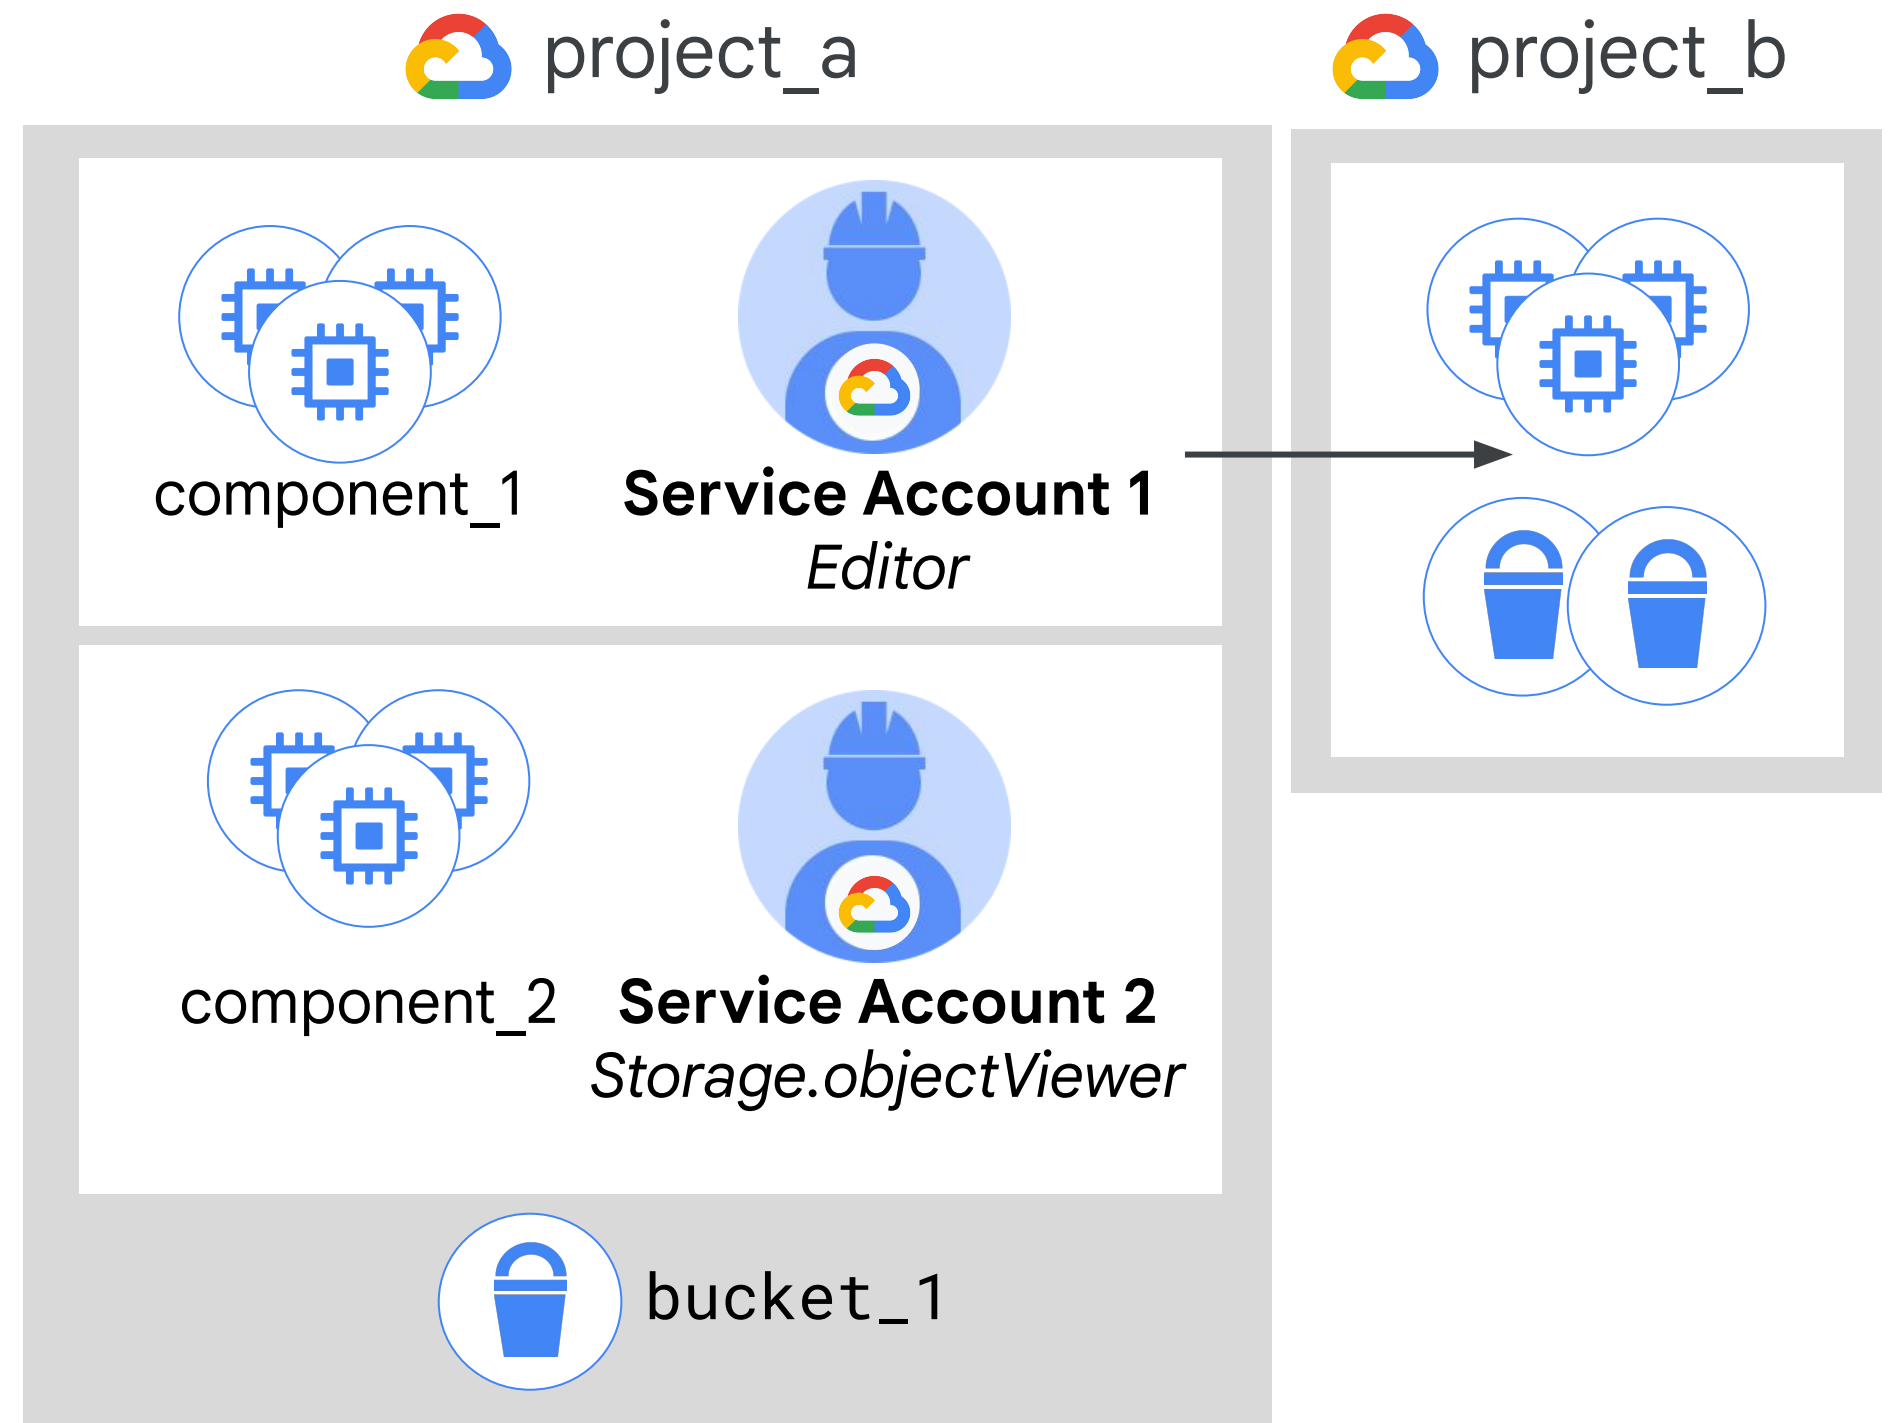 project_a
project_b
component_1
Service Account 1
Editor
component_2
Service Account 2
Storage.objectViewer
bucket_1